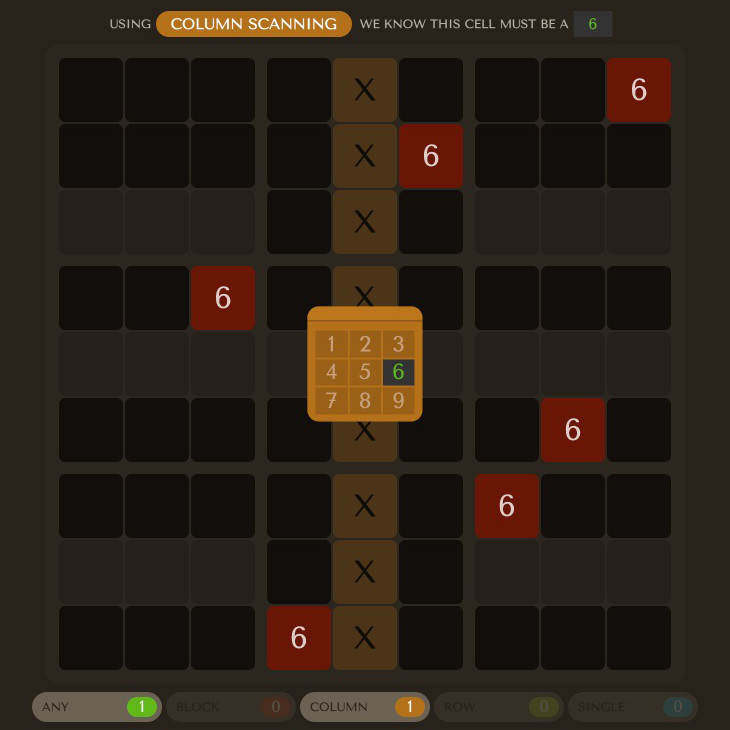 USING COLUMN SCANNING WE KNOW THIS CELL MUST BE A 6
X 6
X 6
X
6 X
1 2 3
4 5 6
7 8 9
X 6
X 6
X
6 X
ANY 1 BLOCK 0 COLUMN 1 ROW 0 SINGLE 0